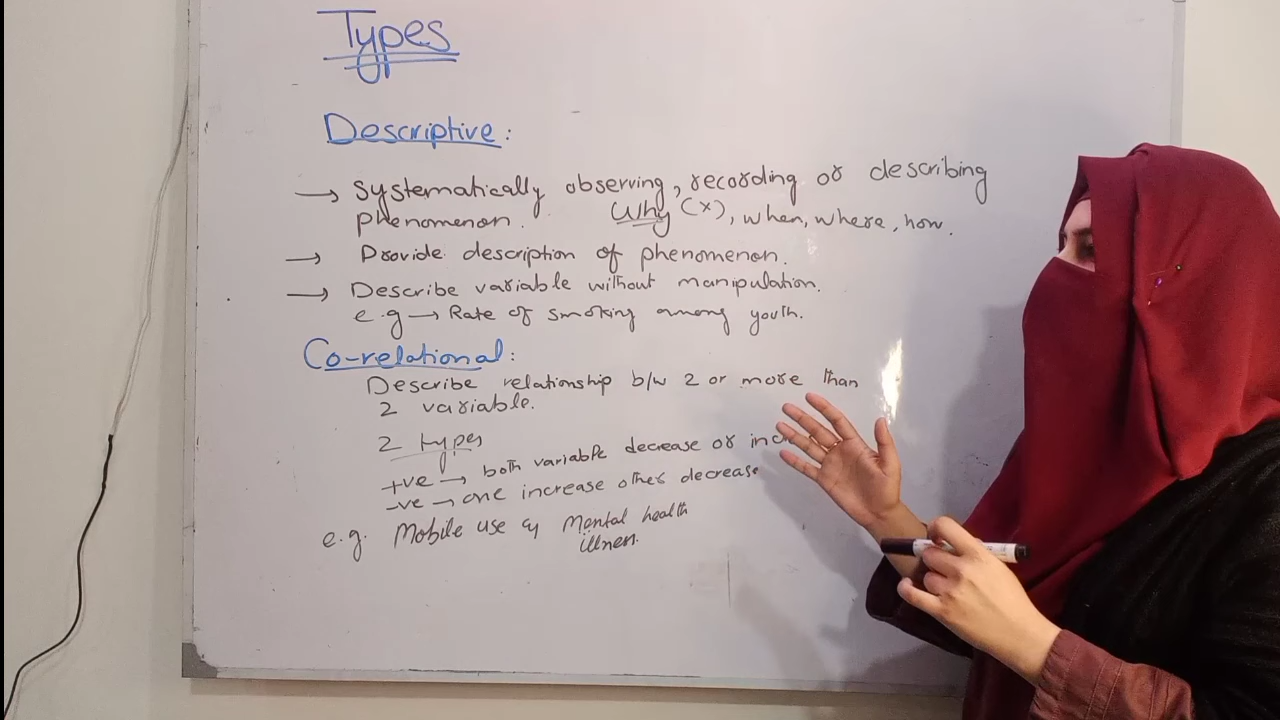 Types
Descriptive:
→ Systematically observing, recording or describing
phenomenon. Why (x), when, where, how.
→ Provide description of phenomenon.
→ Describe variable without manipulation.
e.g → Rate of smoking among youth.
Co-relational:
Describe relationship b/w 2 or more than
2 variable.
2 types
+ve → both variable decrease or inc
-ve → one increase other decrease
e.g. Mobile use & Mental health
illnes.